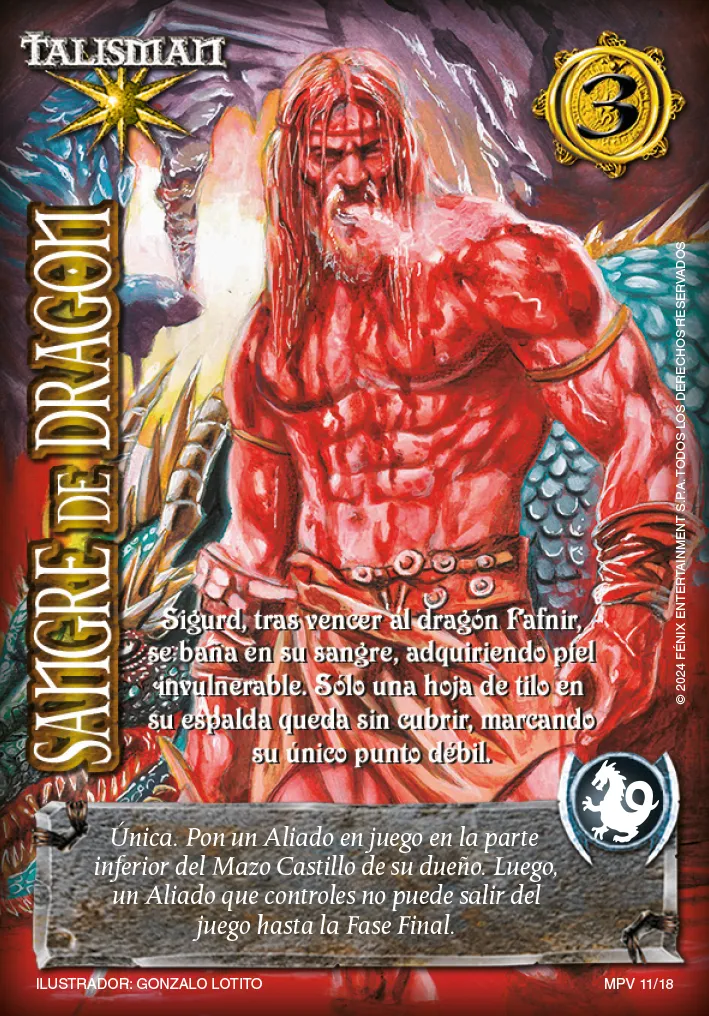 TALISMAN
3
SANGRE DE DRAGON
Sigurd, tras vencer al dragón Fafnir,
se baña en su sangre, adquiriendo piel
invulnerable. Sólo una hoja de tilo en
su espalda queda sin cubrir, marcando
su único punto débil.
© 2024 FÉNIX ENTERTAINMENT S.P.A. TODOS LOS DERECHOS RESERVADOS
Única. Pon un Aliado en juego en la parte
inferior del Mazo Castillo de su dueño. Luego,
un Aliado que controles no puede salir del
juego hasta la Fase Final.
ILUSTRADOR: GONZALO LOTITO
MPV 11/18